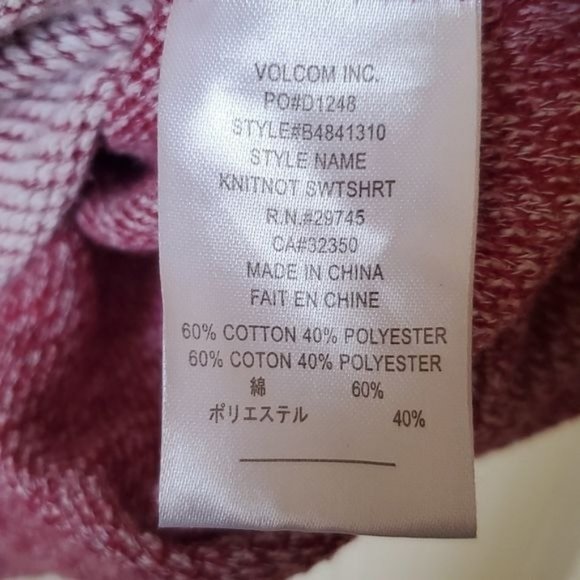 VOLCOM INC.
PO#D1248
STYLE#B4841310
STYLE NAME
KNITNOT SWTSHRT
R.N.#29745
CA#32350
MADE IN CHINA
FAIT EN CHINE
60% COTTON 40% POLYESTER
60% COTON 40% POLYESTER
綿 60%
ポリエステル 40%